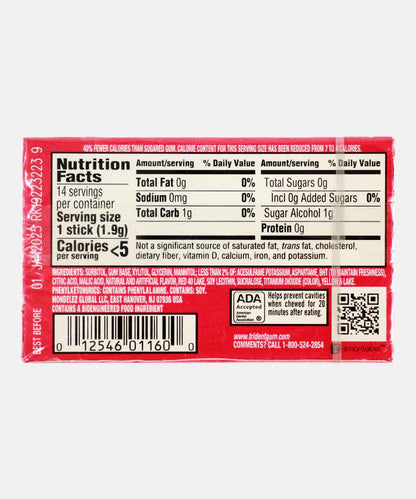 40% FEWER CALORIES THAN SUGARED GUM. CALORIE CONTENT FOR THIS SERVING SIZE HAS BEEN REDUCED FROM 7 TO 4 CALORIES.
Nutrition
Facts
14 servings
per container
Serving size
1 stick (1.9g)
Calories <5
per serving
Amount/serving % Daily Value
Total Fat 0g 0%
Sodium 0mg 0%
Total Carb 1g 0%
Amount/serving % Daily Value
Total Sugars 0g
Incl 0g Added Sugars 0%
Sugar Alcohol 1g
Protein 0g
Not a significant source of saturated fat, trans fat, cholesterol,
dietary fiber, vitamin D, calcium, iron, and potassium.
INGREDIENTS: SORBITOL, GUM BASE, XYLITOL, GLYCERIN, MANNITOL; LESS THAN 2% OF: ACESULFAME POTASSIUM, ASPARTAME, BHT (TO MAINTAIN FRESHNESS),
CITRIC ACID, MALIC ACID, NATURAL AND ARTIFICIAL FLAVOR, RED 40 LAKE, SOY LECITHIN, SUCRALOSE, TITANIUM DIOXIDE (COLOR), YELLOW 6 LAKE.
PHENYLKETONURICS: CONTAINS PHENYLALANINE. CONTAINS: SOY.
MONDELEZ GLOBAL LLC, EAST HANOVER, NJ 07936 USA
CONTAINS A BIOENGINEERED FOOD INGREDIENT
0 12546 01160 0
ADA
Accepted
American
Dental
Association
Helps prevent cavities
when chewed for 20
minutes after eating.
www.tridentgum.com
COMMENTS? CALL 1-800-524-2854
smartlabel™
BEST BEFORE
01 JAN2025 RK19223223 9